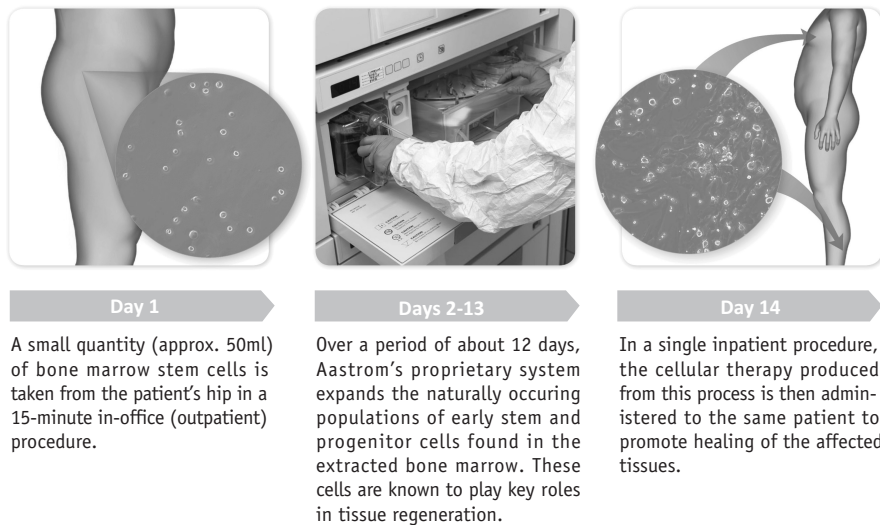 Day 1
A small quantity (approx. 50ml)
of bone marrow stem cells is
taken from the patient's hip in a
15-minute in-office (outpatient)
procedure.
Days 2-13
Over a period of about 12 days,
Aastrom's proprietary system
expands the naturally occuring
populations of early stem and
progenitor cells found in the
extracted bone marrow. These
cells are known to play key roles
in tissue regeneration.
Day 14
In a single inpatient procedure,
the cellular therapy produced
from this process is then admin-
istered to the same patient to
promote healing of the affected
tissues.